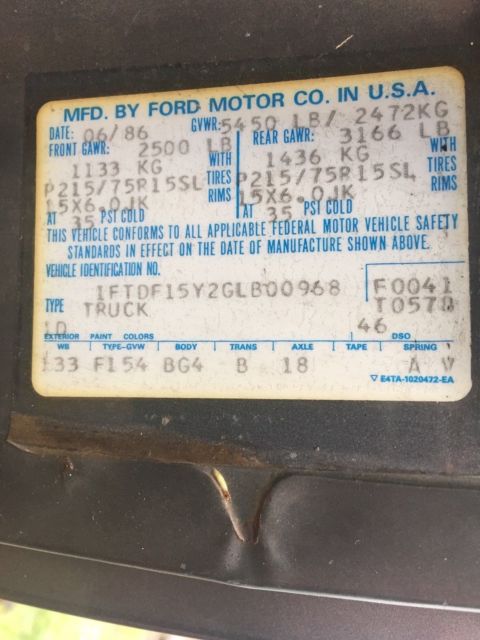 MFD. BY FORD MOTOR CO. IN U.S.A.
DATE: 06/86 GVWR: 5450 LB/ 2472KG
FRONT GAWR: 2500 LB REAR GAWR: 3166 LB
1133 KG WITH 1436 KG WITH
P215/75R15SL TIRES P215/75R15SL TIRES
15X6.0JK RIMS 15X6.0JK RIMS
AT 35 PSI COLD AT 35 PSI COLD
THIS VEHICLE CONFORMS TO ALL APPLICABLE FEDERAL MOTOR VEHICLE SAFETY
STANDARDS IN EFFECT ON THE DATE OF MANUFACTURE SHOWN ABOVE.
VEHICLE IDENTIFICATION NO.
1FTDF15Y2GLB00968 F0041
TYPE TRUCK T0570
1D 46
EXTERIOR PAINT COLORS DSO
WB TYPE-GVW BODY TRANS AXLE TAPE SPRING
133 F154 BG4 B 18 A V
▽ E4TA-1020472-EA